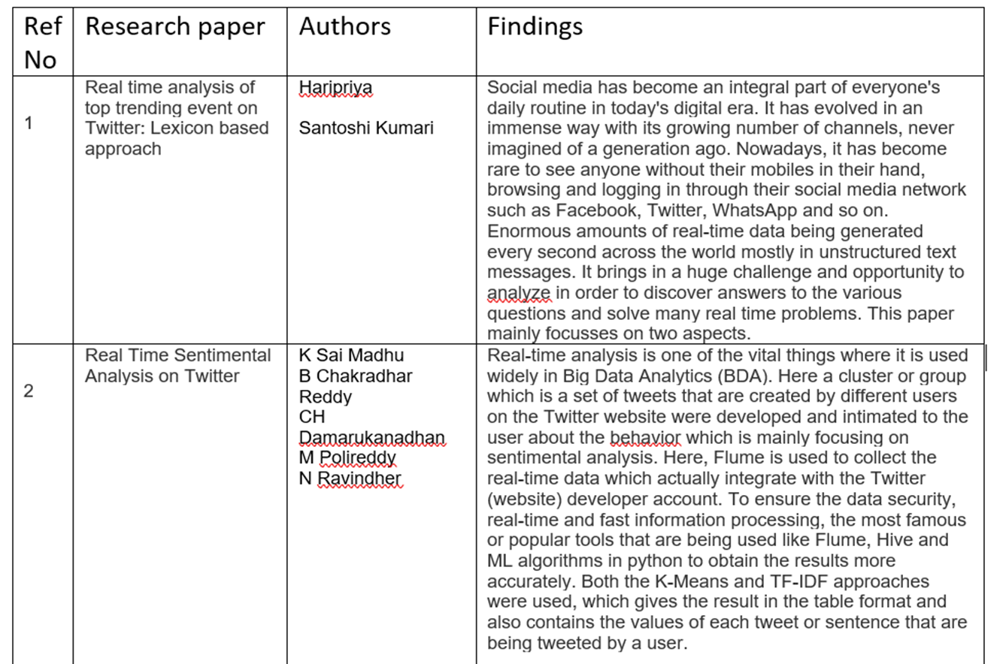 Ref No
Research paper
Authors
Findings
1
Real time analysis of
top trending event on
Twitter: Lexicon based
approach
Haripriya
Santoshi Kumari
Social media has become an integral part of everyone's
daily routine in today's digital era. It has evolved in an
immense way with its growing number of channels, never
imagined of a generation ago. Nowadays, it has become
rare to see anyone without their mobiles in their hand,
browsing and logging in through their social media network
such as Facebook, Twitter, WhatsApp and so on.
Enormous amounts of real-time data being generated
every second across the world mostly in unstructured text
messages. It brings in a huge challenge and opportunity to
analyze in order to discover answers to the various
questions and solve many real time problems. This paper
mainly focusses on two aspects.
2
Real Time Sentimental
Analysis on Twitter
K Sai Madhu
B Chakradhar
Reddy
CH
Damarukanadhan
M Polireddy
N Ravindher
Real-time analysis is one of the vital things where it is used
widely in Big Data Analytics (BDA). Here a cluster or group
which is a set of tweets that are created by different users
on the Twitter website were developed and intimated to the
user about the behavior which is mainly focusing on
sentimental analysis. Here, Flume is used to collect the
real-time data which actually integrate with the Twitter
(website) developer account. To ensure the data security,
real-time and fast information processing, the most famous
or popular tools that are being used like Flume, Hive and
ML algorithms in python to obtain the results more
accurately. Both the K-Means and TF-IDF approaches
were used, which gives the result in the table format and
also contains the values of each tweet or sentence that are
being tweeted by a user.